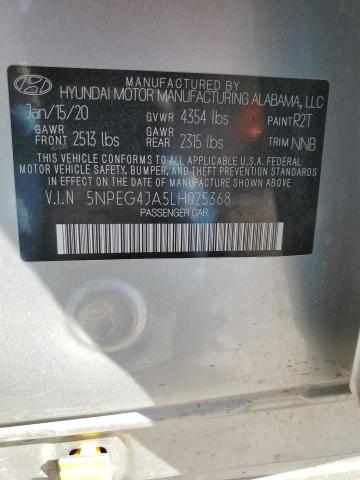 MANUFACTURED BY
HYUNDAI MOTOR MANUFACTURING ALABAMA, LLC
Jan/15/20 GVWR 4354 lbs PAINT R2T
GAWR FRONT 2513 lbs GAWR REAR 2315 lbs TRIM NNB
THIS VEHICLE CONFORMS TO ALL APPLICABLE U.S.A. FEDERAL
MOTOR VEHICLE SAFETY, BUMPER, AND THEFT PREVENTION STANDARDS
IN EFFECT ON THE DATE OF MANUFACTURE SHOWN ABOVE.
V.I.N 5NPEG4JA5LH025368
PASSENGER CAR